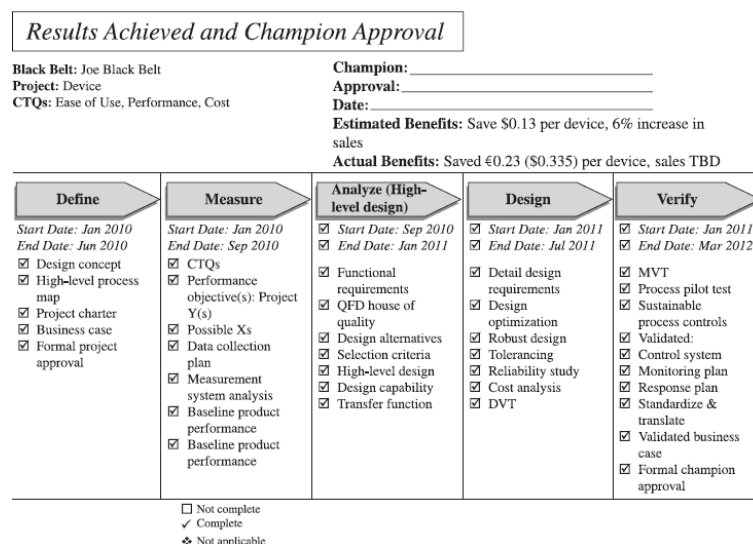 Results Achieved and Champion Approval
Black Belt: Joe Black Belt
Project: Device
CTQs: Ease of Use, Performance, Cost
Champion:
Approval:
Date:
Estimated Benefits: Save $0.13 per device, 6% increase in
sales
Actual Benefits: Saved €0.23 ($0.335) per device, sales TBD
Define
Start Date: Jan 2010
End Date: Jun 2010
☑ Design concept
☑ High-level process
map
☑ Project charter
☑ Business case
☑ Formal project
approval
Measure
Start Date: Jan 2010
End Date: Sep 2010
☑ CTQs
☑ Performance
objective(s): Project
Y(s)
☑ Possible Xs
☑ Data collection
plan
☑ Measurement
system analysis
☑ Baseline product
performance
☑ Baseline product
performance
Analyze (High-
level design)
☑ Start Date: Sep 2010
☑ End Date: Jan 2011
☑ Functional
requirements
☑ QFD house of
quality
☑ Design alternatives
☑ Selection criteria
☑ High-level design
☑ Design capability
☑ Transfer function
Design
☑ Start Date: Jan 2011
☑ End Date: Jul 2011
☑ Detail design
requirements
☑ Design
optimization
☑ Robust design
☑ Tolerancing
☑ Reliability study
☑ Cost analysis
☑ DVT
Verify
☑ Start Date: Jan 2011
☑ End Date: Mar 2012
☑ MVT
☑ Process pilot test
☑ Sustainable
process controls
☑ Validated:
☑ Control system
☑ Monitoring plan
☑ Response plan
☑ Standardize &
translate
☑ Validated business
case
☑ Formal champion
approval
☐ Not complete
✓ Complete
❖ Not applicable